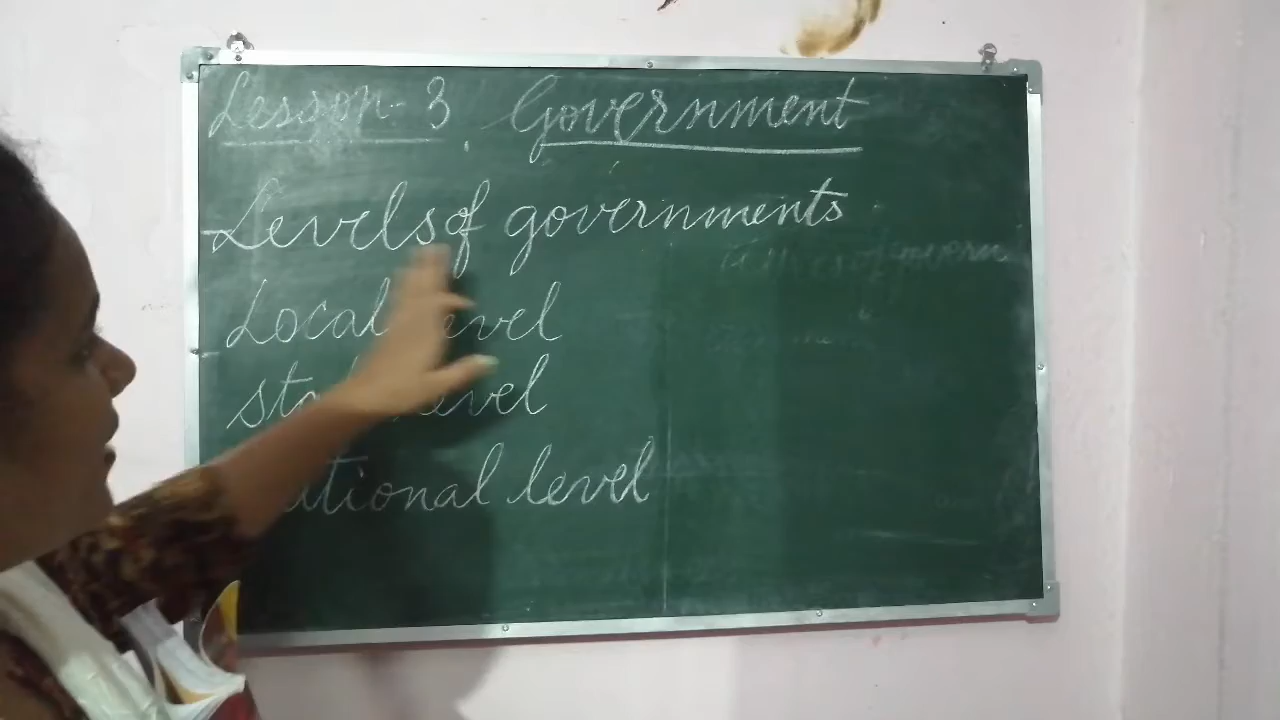 Lesson-3 Government
Levels of governments
Local level
state level
national level